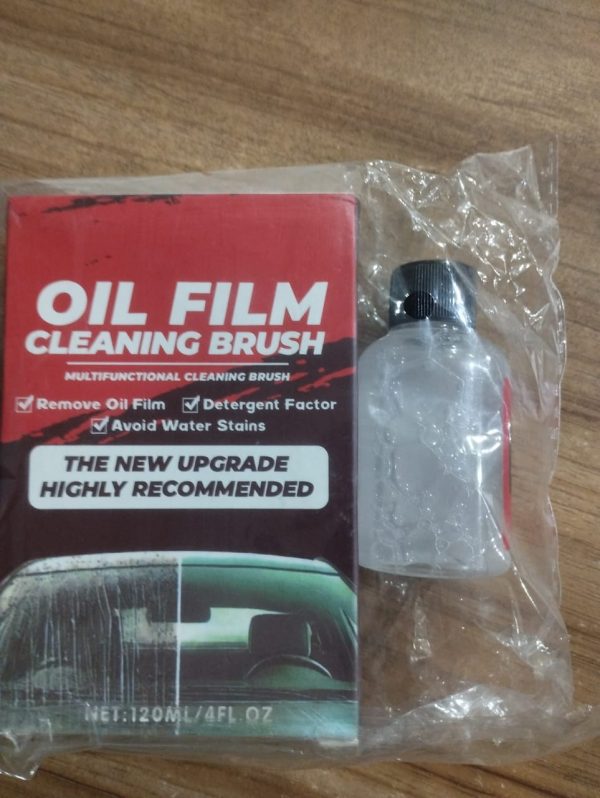 OIL FILM
CLEANING BRUSH
MULTIFUNCTIONAL CLEANING BRUSH
Remove Oil Film Detergent Factor
Avoid Water Stains
THE NEW UPGRADE
HIGHLY RECOMMENDED
NET:120ML/4FL.OZ